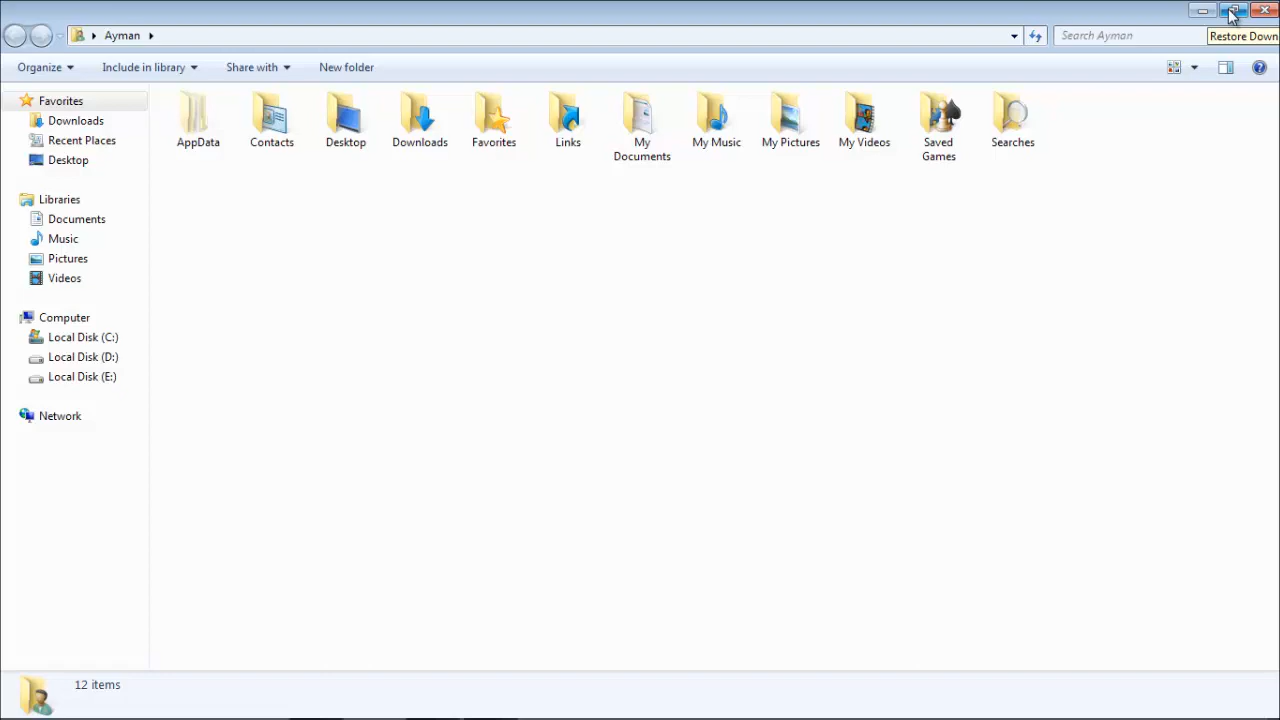 Ayman
Search Ayman
Restore Down
Organize
Include in library
Share with
New folder
Favorites
Downloads
Recent Places
Desktop
Libraries
Documents
Music
Pictures
Videos
Computer
Local Disk (C:)
Local Disk (D:)
Local Disk (E:)
Network
AppData
Contacts
Desktop
Downloads
Favorites
Links
My
Documents
My Music
My Pictures
My Videos
Saved
Games
Searches
12 items